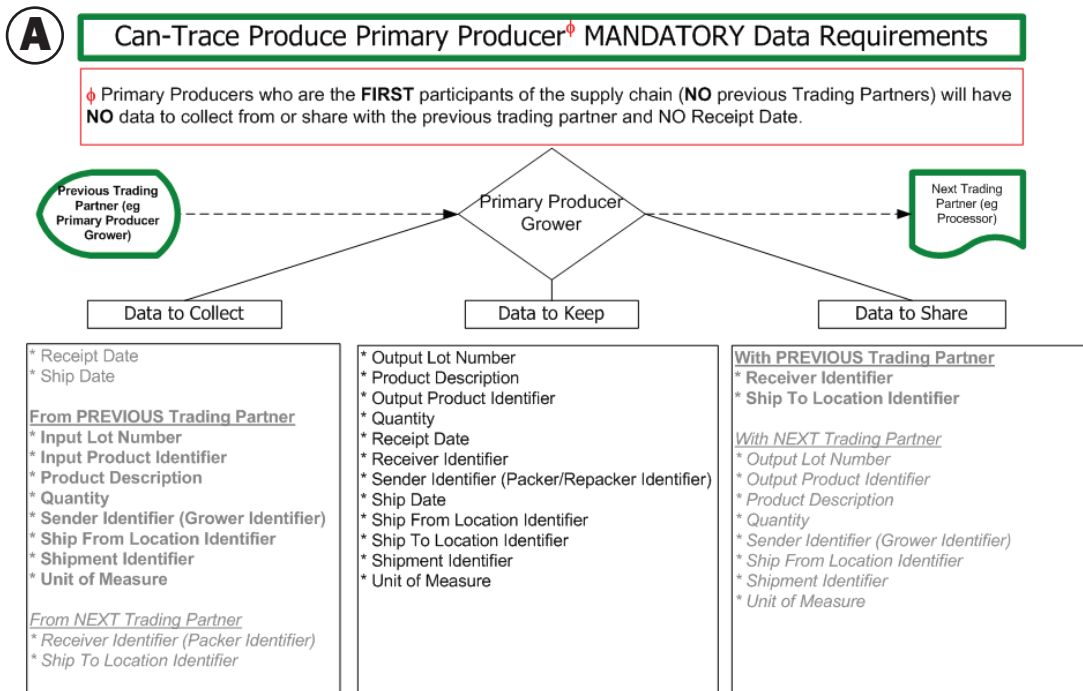 A
Can-Trace Produce Primary Producerϕ MANDATORY Data Requirements
ϕ Primary Producers who are the FIRST participants of the supply chain (NO previous Trading Partners) will have
NO data to collect from or share with the previous trading partner and NO Receipt Date.
Previous Trading
Partner (eg
Primary Producer
Grower)
Primary Producer
Grower
Next Trading
Partner (eg
Processor)
Data to Collect
Data to Keep
Data to Share
* Receipt Date
* Ship Date
From PREVIOUS Trading Partner
* Input Lot Number
* Input Product Identifier
* Product Description
* Quantity
* Sender Identifier (Grower Identifier)
* Ship From Location Identifier
* Shipment Identifier
* Unit of Measure
From NEXT Trading Partner
* Receiver Identifier (Packer Identifier)
* Ship To Location Identifier
* Output Lot Number
* Product Description
* Output Product Identifier
* Quantity
* Receipt Date
* Receiver Identifier
* Sender Identifier (Packer/Repacker Identifier)
* Ship Date
* Ship From Location Identifier
* Ship To Location Identifier
* Shipment Identifier
* Unit of Measure
With PREVIOUS Trading Partner
* Receiver Identifier
* Ship To Location Identifier
With NEXT Trading Partner
* Output Lot Number
* Output Product Identifier
* Product Description
* Quantity
* Sender Identifier (Grower Identifier)
* Ship From Location Identifier
* Shipment Identifier
* Unit of Measure